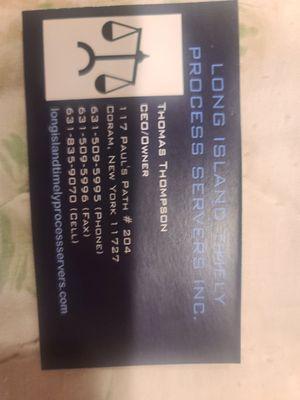 LONG ISLAND TIMELY
PROCESS SERVERS INC.
THOMAS THOMPSON
CEO/OWNER
117 PAUL'S PATH # 204
CORAM, NEW YORK 11727
631-509-5995 (PHONE)
631-509-5996 (FAX)
631-835-9070 (CELL)
longislandtimelyprocessservers.com